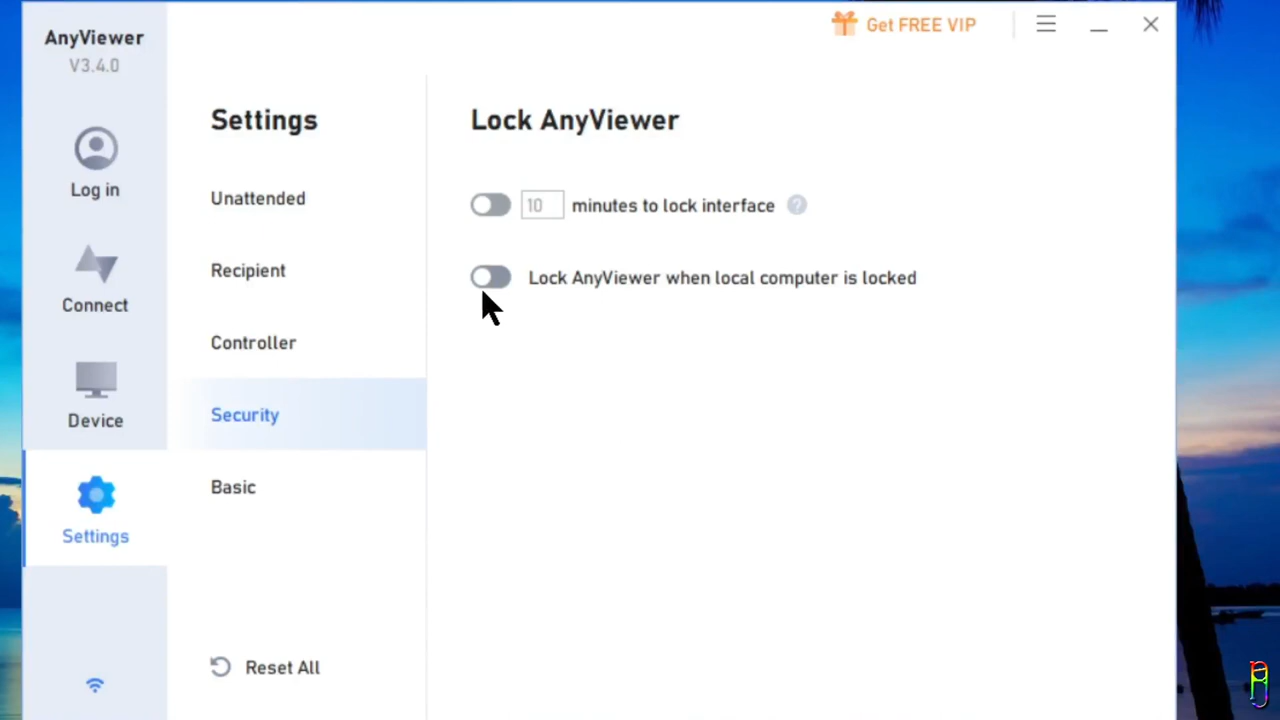 AnyViewer
V3.4.0
Get FREE VIP
Log in
Connect
Device
Settings
Settings
Unattended
Recipient
Controller
Security
Basic
Reset All
Lock AnyViewer
10 minutes to lock interface ?
Lock AnyViewer when local computer is locked